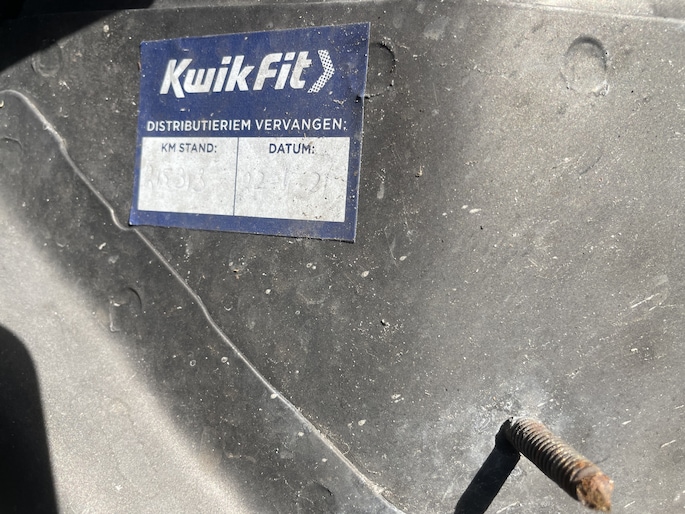 KwikFit
DISTRIBUTIERIEM VERVANGEN:
KM STAND: DATUM: